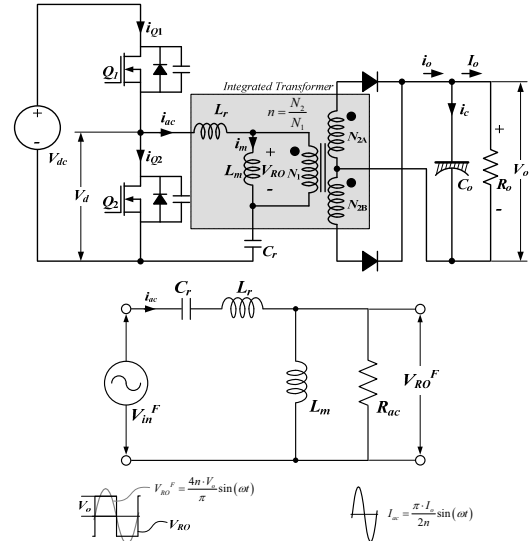 i_Q1
Q_1
Integrated Transformer
i_ac
L_r
n = N_2 / N_1
N_2A
i_o
I_o
i_c
+
-
V_dc
V_d
i_Q2
Q_2
i_m
L_m
+
V_RO
-
N_1
N_2B
C_r
C_o
+
R_o
-
V_o
i_ac
C_r
L_r
V_in^F
L_m
R_ac
V_RO^F
V_o
V_RO^F = 4n·V_o / π sin(ωt)
V_RO
I_ac = π·I_o / 2n sin(ωt)